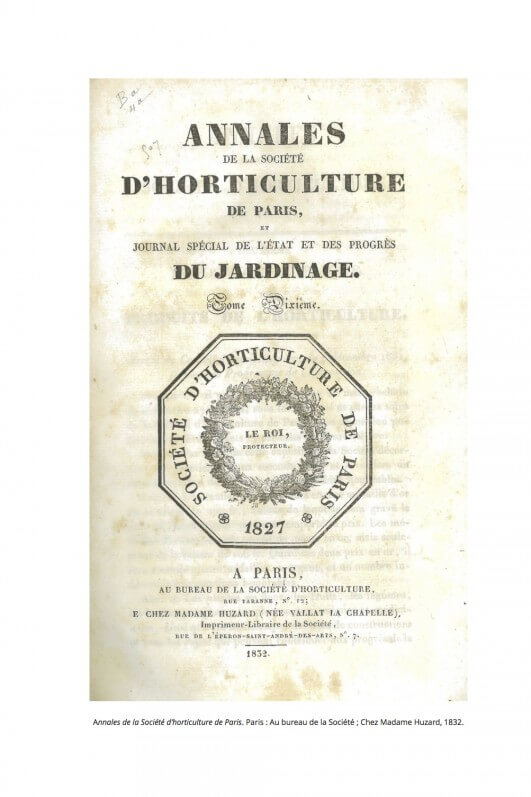 Ba
4a
507
ANNALES
DE LA SOCIÉTÉ
D'HORTICULTURE
DE PARIS,
ET
JOURNAL SPÉCIAL DE L'ÉTAT ET DES PROGRÈS
DU JARDINAGE.
Tome Dixième.
SOCIÉTÉ D'HORTICULTURE DE PARIS
LE ROI,
PROTECTEUR.
1827
A PARIS,
AU BUREAU DE LA SOCIÉTÉ D'HORTICULTURE,
RUE TARANNE, N°. 12;
E CHEZ MADAME HUZARD (NÉE VALLAT LA CHAPELLE),
Imprimeur-Libraire de la Société,
RUE DE L'ÉPERON-SAINT-ANDRÉ-DES-ARTS, N°. 7.
1832.
Annales de la Société d'horticulture de Paris. Paris : Au bureau de la Société ; Chez Madame Huzard, 1832.